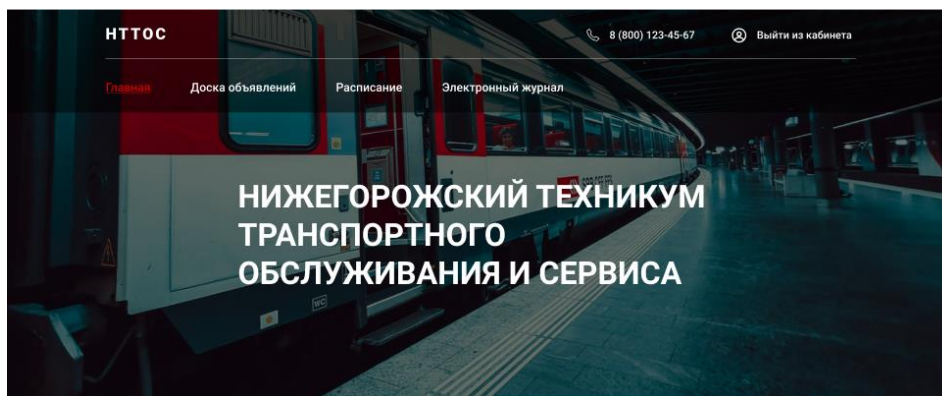 НТТОС
8 (800) 123-45-67
Выйти из кабинета
Главная
Доска объявлений
Расписание
Электронный журнал
НИЖЕГОРОЖСКИЙ ТЕХНИКУМ
ТРАНСПОРТНОГО
ОБСЛУЖИВАНИЯ И СЕРВИСА
WC